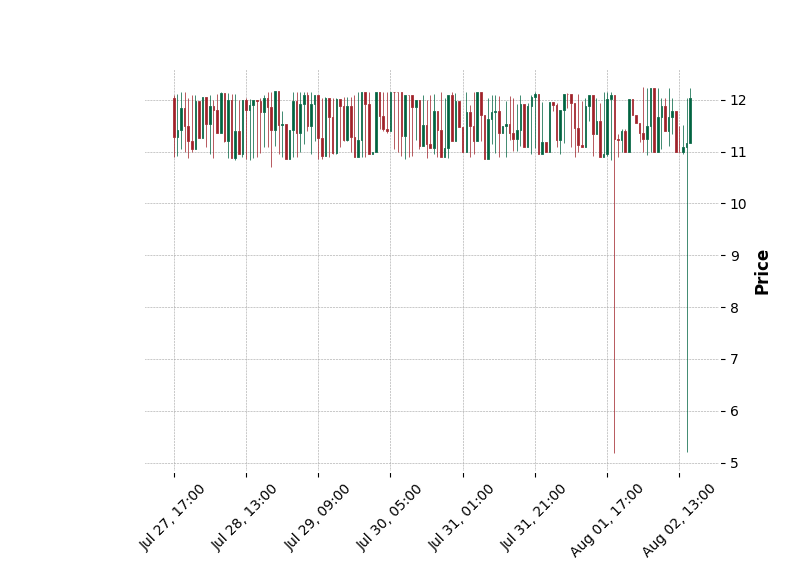 12
11
10
9
8
7
6
5
Price
Jul 27, 17:00
Jul 28, 13:00
Jul 29, 09:00
Jul 30, 05:00
Jul 31, 01:00
Jul 31, 21:00
Aug 01, 17:00
Aug 02, 13:00